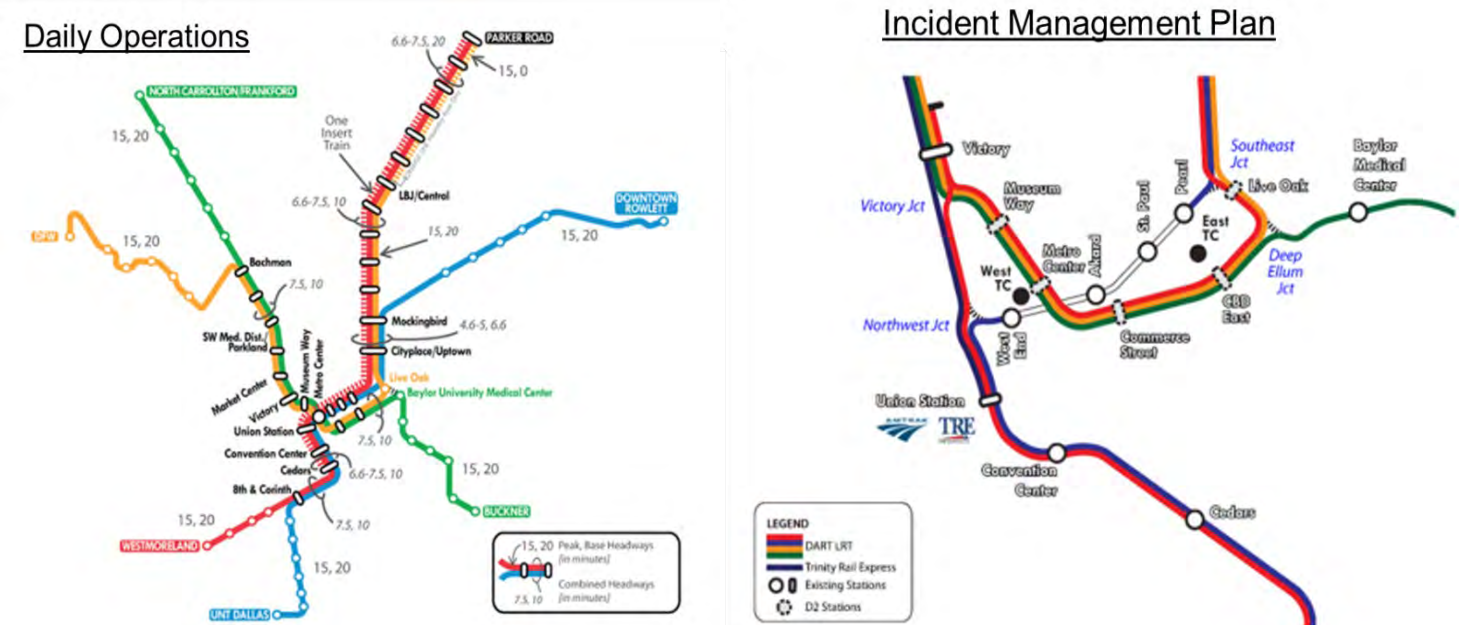 Daily Operations
6.6-7.5, 20
PARKER ROAD
15, 0
NORTH CARROLLTON/FRANKFORD
15, 20
One
Insert
Train
LBJ/Central
6.6-7.5, 10
DOWNTOWN
ROWLETT
15, 20
15, 20
DFW
15, 20
Bachman
7.5, 10
Mockingbird
4.6-5, 6.6
SW Med. Dist./
Parkland
Museum Way
Metro Center
Cityplace/Uptown
Live Oak
Baylor University Medical Center
Market Center
Victory
Union Station
7.5, 10
Convention Center
Cedars
6.6-7.5, 10
15, 20
8th & Corinth
7.5, 10
BUCKNER
15, 20
WESTMORELAND
15, 20
UNT DALLAS
15, 20
Peak, Base Headways
(in minutes)
Combined Headways
(in minutes)
7.5, 10
Incident Management Plan
Victory
Southeast
Jct
Baylor
Medical
Center
Pearl
Live Oak
Museum
Way
Victory Jct
St. Paul
East
TC
Metro
Center
Akard
Deep
Ellum
Jct
West
TC
CBD
East
Northwest Jct
West
End
Commerce
Street
Union Station
AMTRAK
TRE
Convention
Center
Cedars
LEGEND
DART LRT
Trinity Rail Express
Existing Stations
D2 Stations